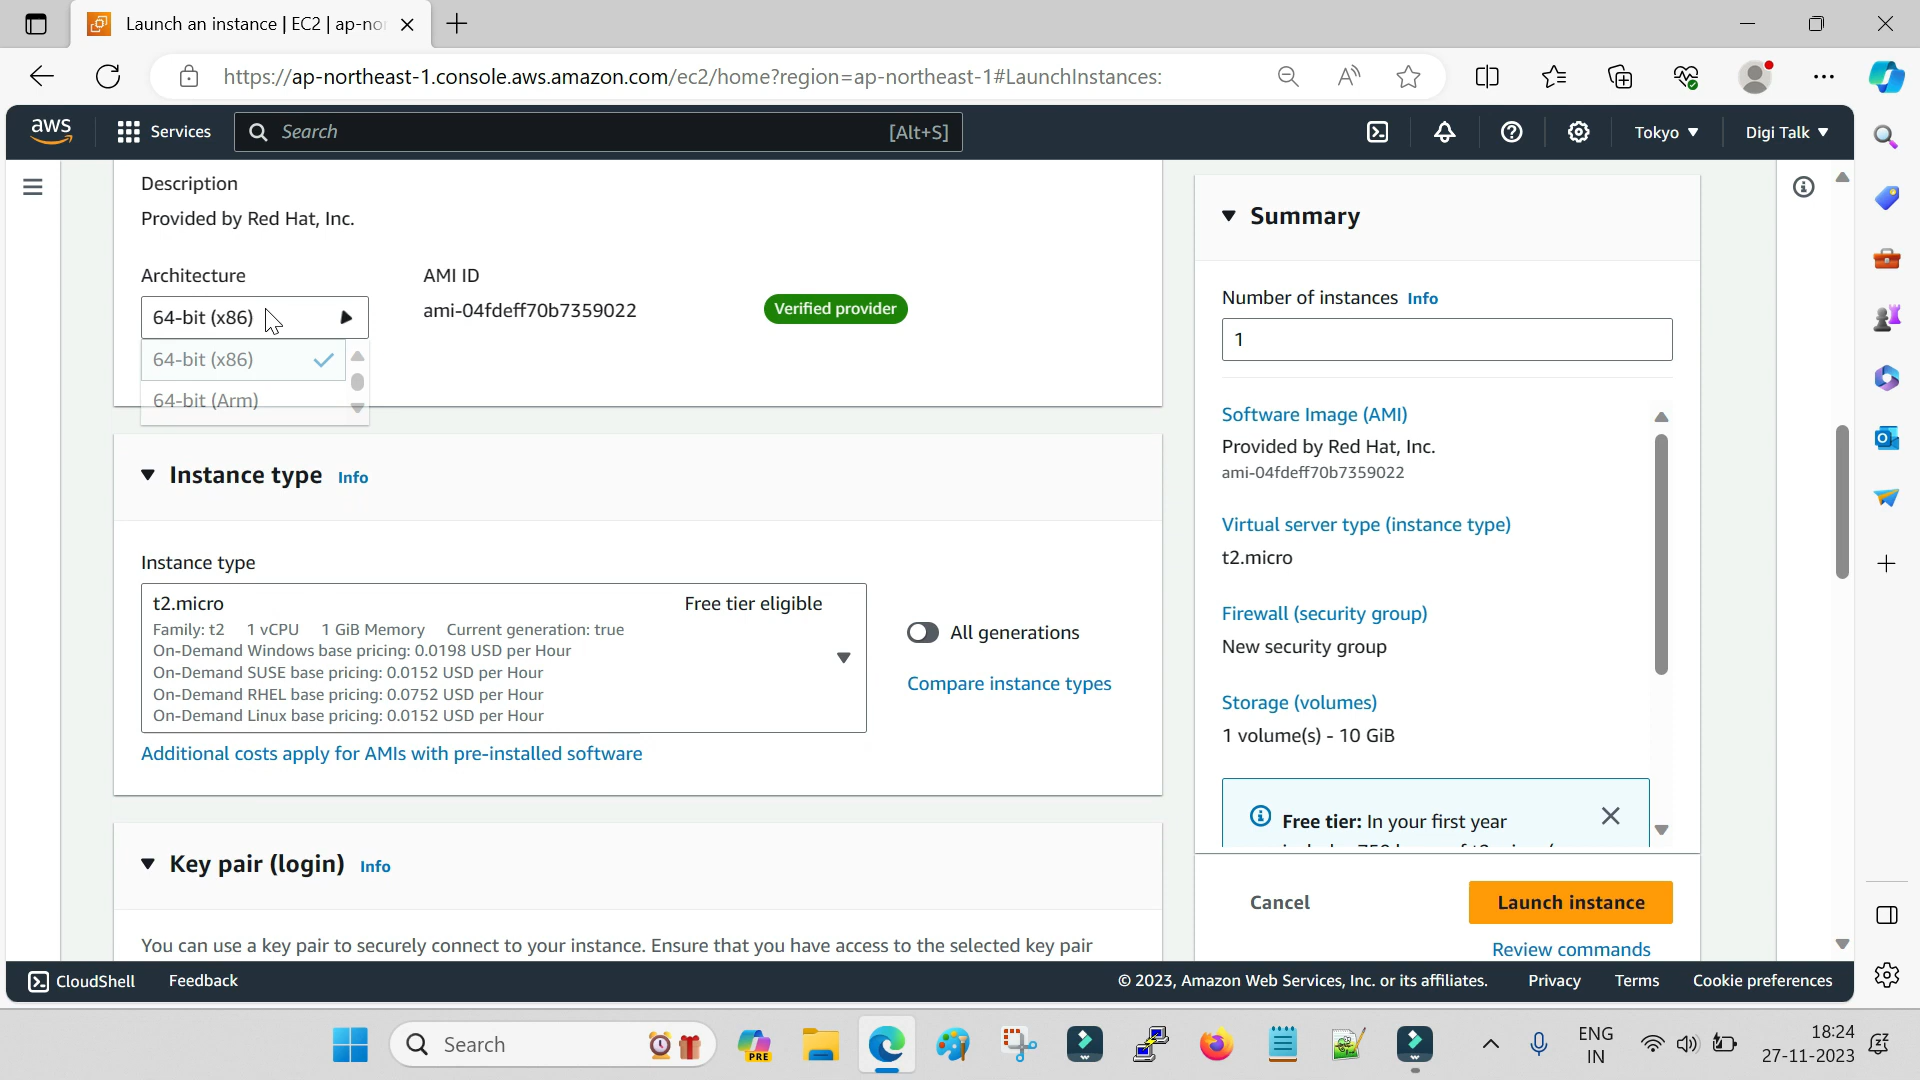 Launch an instance | EC2 | ap-nor
https://ap-northeast-1.console.aws.amazon.com/ec2/home?region=ap-northeast-1#LaunchInstances:
aws
Services
Search
[Alt+S]
Tokyo
Digi Talk
Description
Provided by Red Hat, Inc.
Architecture
AMI ID
64-bit (x86)
ami-04fdeff70b7359022
Verified provider
64-bit (x86)
64-bit (Arm)
Instance type Info
Instance type
t2.micro
Free tier eligible
Family: t2 1 vCPU 1 GiB Memory Current generation: true
On-Demand Windows base pricing: 0.0198 USD per Hour
On-Demand SUSE base pricing: 0.0152 USD per Hour
On-Demand RHEL base pricing: 0.0752 USD per Hour
On-Demand Linux base pricing: 0.0152 USD per Hour
All generations
Compare instance types
Additional costs apply for AMIs with pre-installed software
Key pair (login) Info
You can use a key pair to securely connect to your instance. Ensure that you have access to the selected key pair
Summary
Number of instances Info
1
Software Image (AMI)
Provided by Red Hat, Inc.
ami-04fdeff70b7359022
Virtual server type (instance type)
t2.micro
Firewall (security group)
New security group
Storage (volumes)
1 volume(s) - 10 GiB
Free tier: In your first year
Cancel
Launch instance
Review commands
CloudShell
Feedback
© 2023, Amazon Web Services, Inc. or its affiliates.
Privacy
Terms
Cookie preferences
Search
PRE
ENG
IN
18:24
27-11-2023